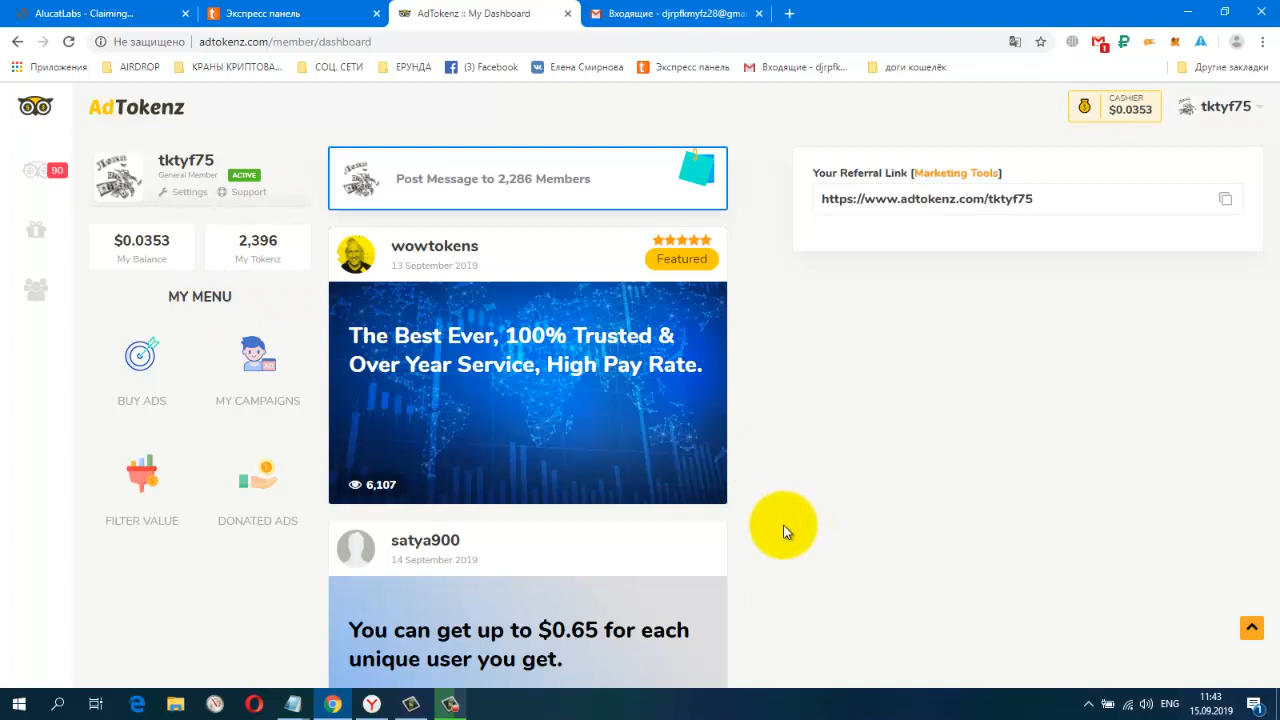 AlucatLabs - Claiming...
Экспресс панель
AdTokenz :: My Dashboard
Входящие - djrpfkmyfz28@gma
Не защищено
adtokenz.com/member/dashboard
1
Приложения
AIRDROP
КРАНЫ КРИПТОВА...
СОЦ. СЕТИ
ЕРУНДА
(3) Facebook
Елена Смирнова
Экспресс панель
Входящие - djrpfk...
доги кошелёк
Другие закладки
AdTokenz
CASHIER
$0.0353
tktyf75
90
tktyf75
General Member
ACTIVE
Settings
Support
$0.0353
My Balance
2,396
My Tokenz
MY MENU
BUY ADS
MY CAMPAIGNS
FILTER VALUE
DONATED ADS
Post Message to 2,286 Members
wowtokens
13 September 2019
Featured
The Best Ever, 100% Trusted &
Over Year Service, High Pay Rate.
6,107
satya900
14 September 2019
You can get up to $0.65 for each
unique user you get.
Your Referral Link [Marketing Tools]
https://www.adtokenz.com/tktyf75
ENG
11:43
15.09.2019
1